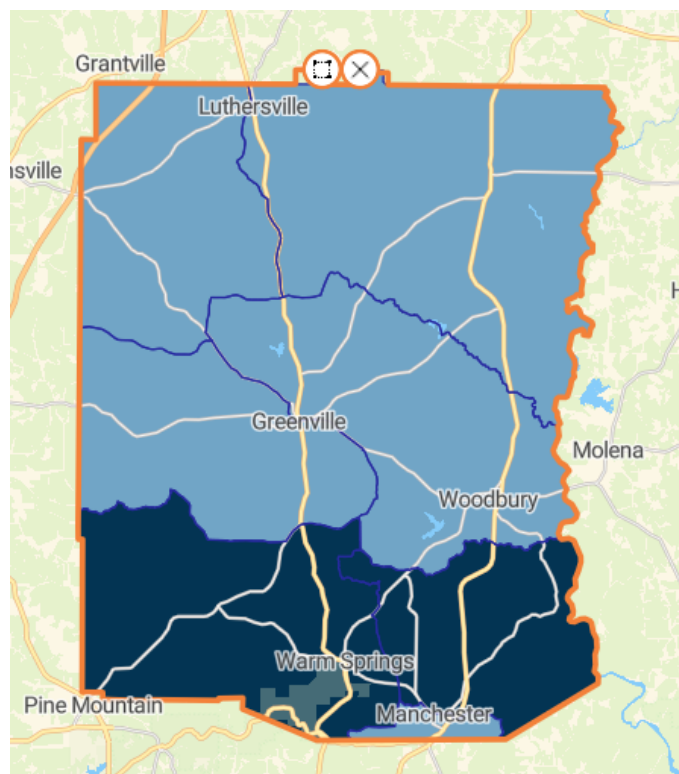 Grantville
Luthersville
nsville
H
Greenville
Molena
Woodbury
Warm Springs
Pine Mountain
Manchester